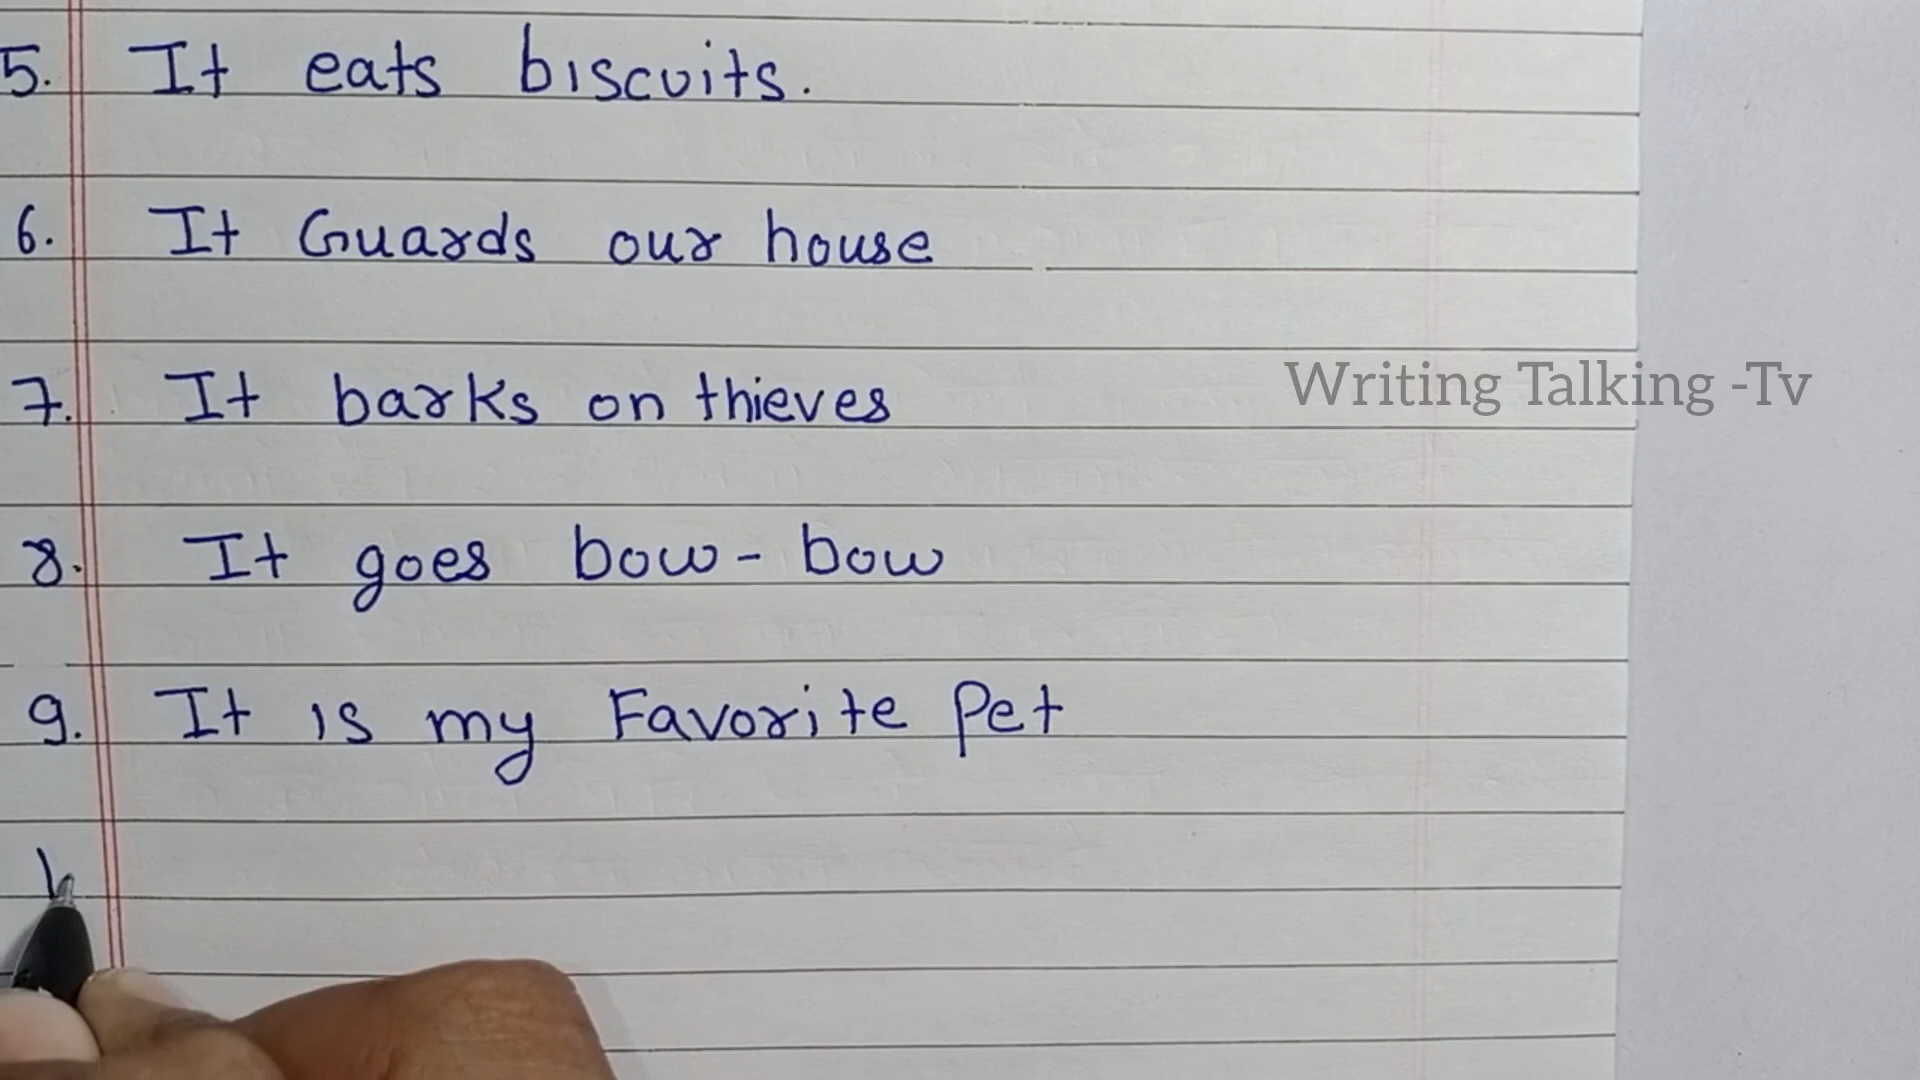 5. It eats biscuits.
6. It Guards our house
7. It barks on thieves
Writing Talking -Tv
8. It goes bow-bow
9. It is my Favorite Pet
1